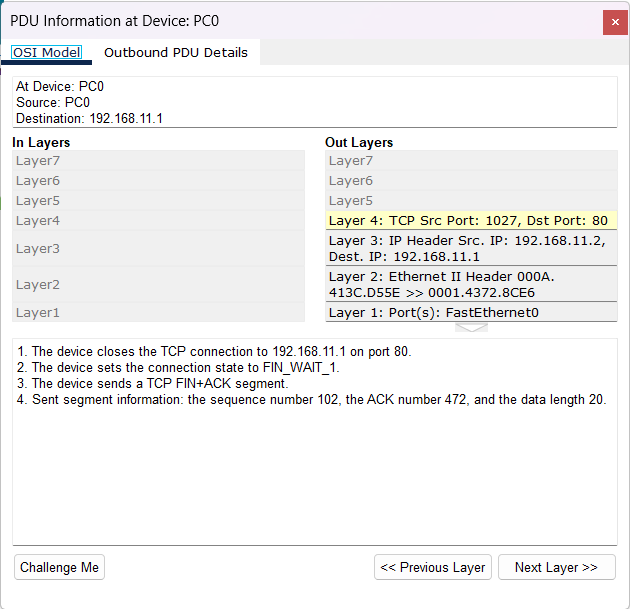 PDU Information at Device: PC0
OSI Model
Outbound PDU Details
At Device: PC0
Source: PC0
Destination: 192.168.11.1
In Layers
Layer7
Layer6
Layer5
Layer4
Layer3
Layer2
Layer1
Out Layers
Layer7
Layer6
Layer5
Layer 4: TCP Src Port: 1027, Dst Port: 80
Layer 3: IP Header Src. IP: 192.168.11.2,
Dest. IP: 192.168.11.1
Layer 2: Ethernet II Header 000A.
413C.D55E >> 0001.4372.8CE6
Layer 1: Port(s): FastEthernet0
1. The device closes the TCP connection to 192.168.11.1 on port 80.
2. The device sets the connection state to FIN_WAIT_1.
3. The device sends a TCP FIN+ACK segment.
4. Sent segment information: the sequence number 102, the ACK number 472, and the data length 20.
Challenge Me
<< Previous Layer
Next Layer >>